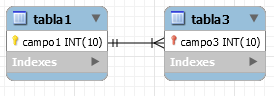 tabla1
campo1 INT(10)
Indexes
tabla3
campo3 INT(10)
Indexes